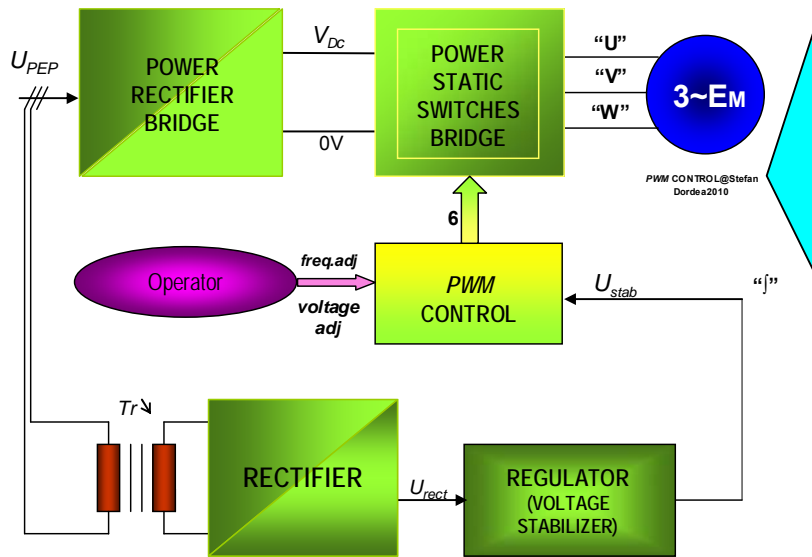 U_PEP
POWER
RECTIFIER
BRIDGE
V_Dc
0V
POWER
STATIC
SWITCHES
BRIDGE
“U”
“V”
“W”
3~EM
PWM CONTROL@Stefan
Dordea2010
6
Operator
freq.adj
voltage
adj
PWM
CONTROL
U_stab
“∫”
Tr
RECTIFIER
U_rect
REGULATOR
(VOLTAGE
STABILIZER)